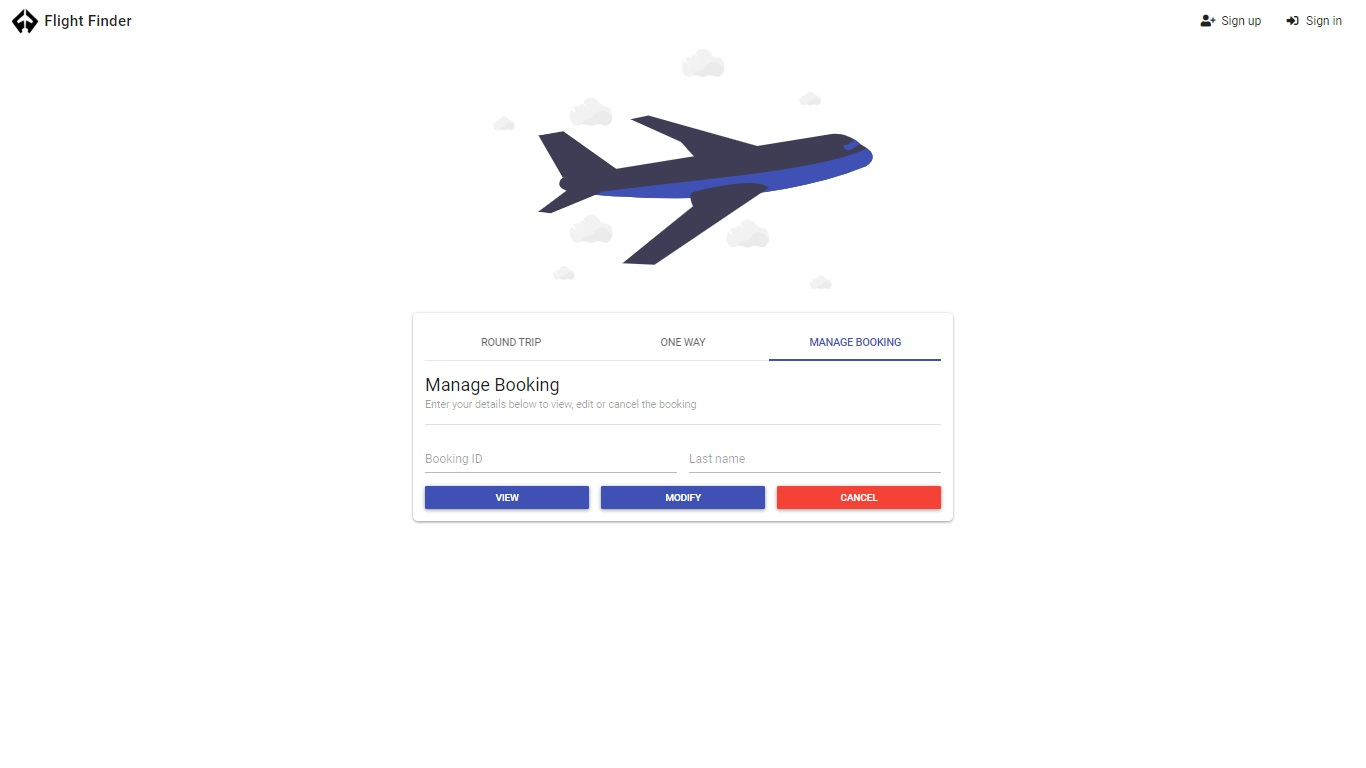 Flight Finder
Sign up
Sign in
ROUND TRIP
ONE WAY
MANAGE BOOKING
Manage Booking
Enter your details below to view, edit or cancel the booking
Booking ID
Last name
VIEW
MODIFY
CANCEL